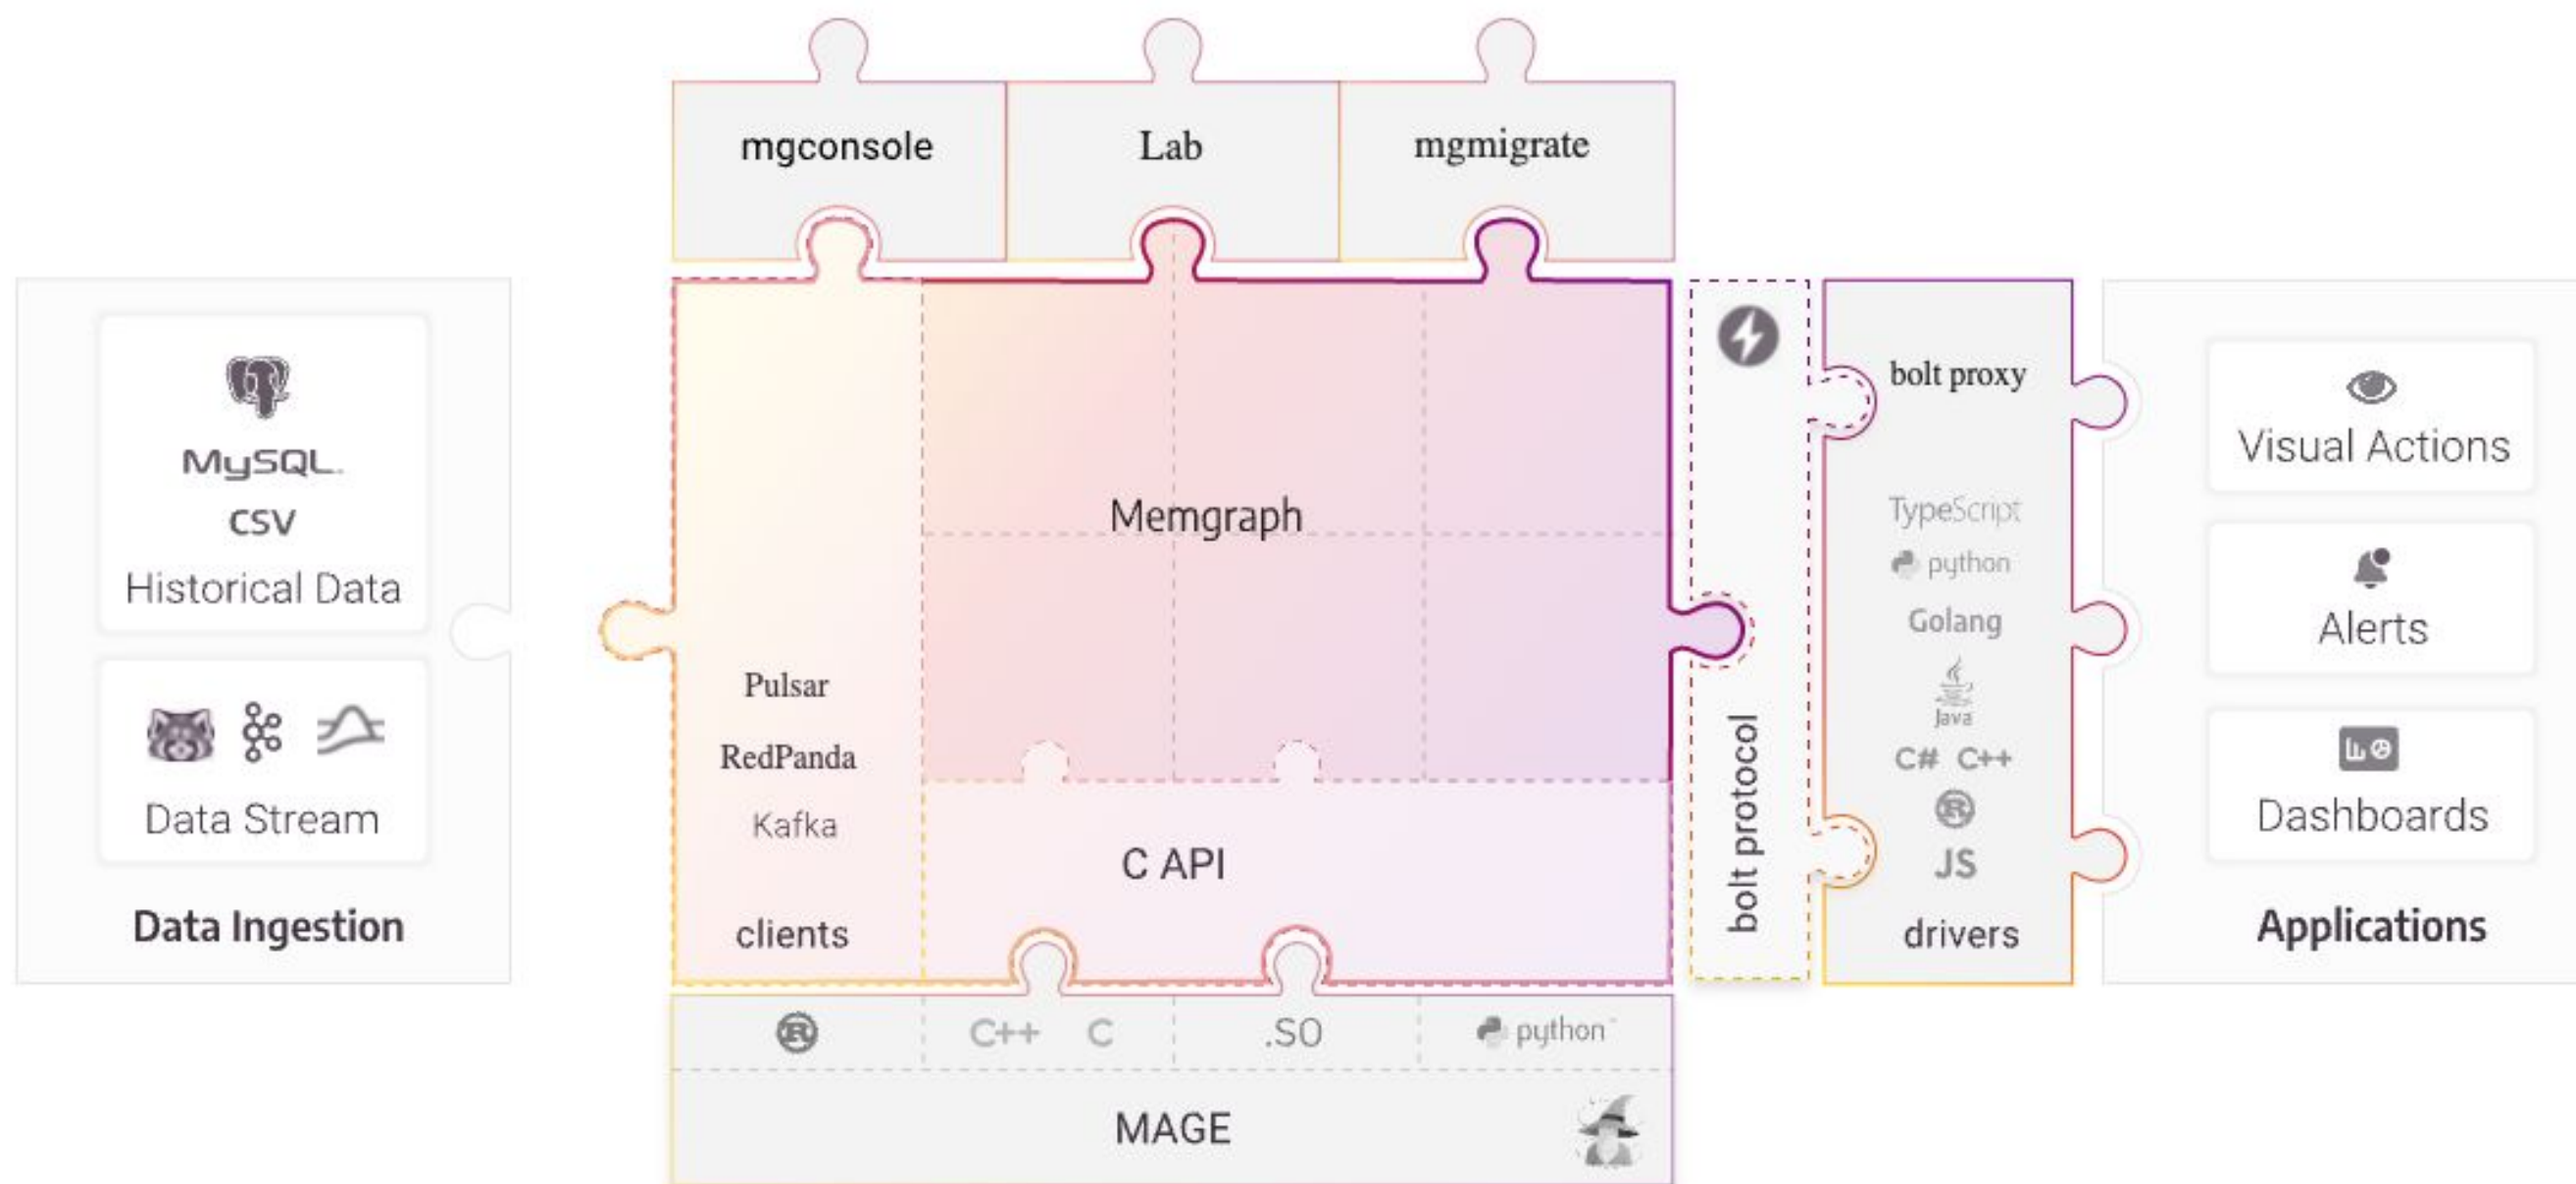 mgconsole
Lab
mgmigrate
MySQL
CSV
Historical Data
Data Stream
Data Ingestion
Memgraph
Pulsar
RedPanda
Kafka
clients
C API
C++ C
.SO
python
MAGE
bolt protocol
bolt proxy
TypeScript
python
Golang
Java
C# C++
R
JS
drivers
Visual Actions
Alerts
Dashboards
Applications